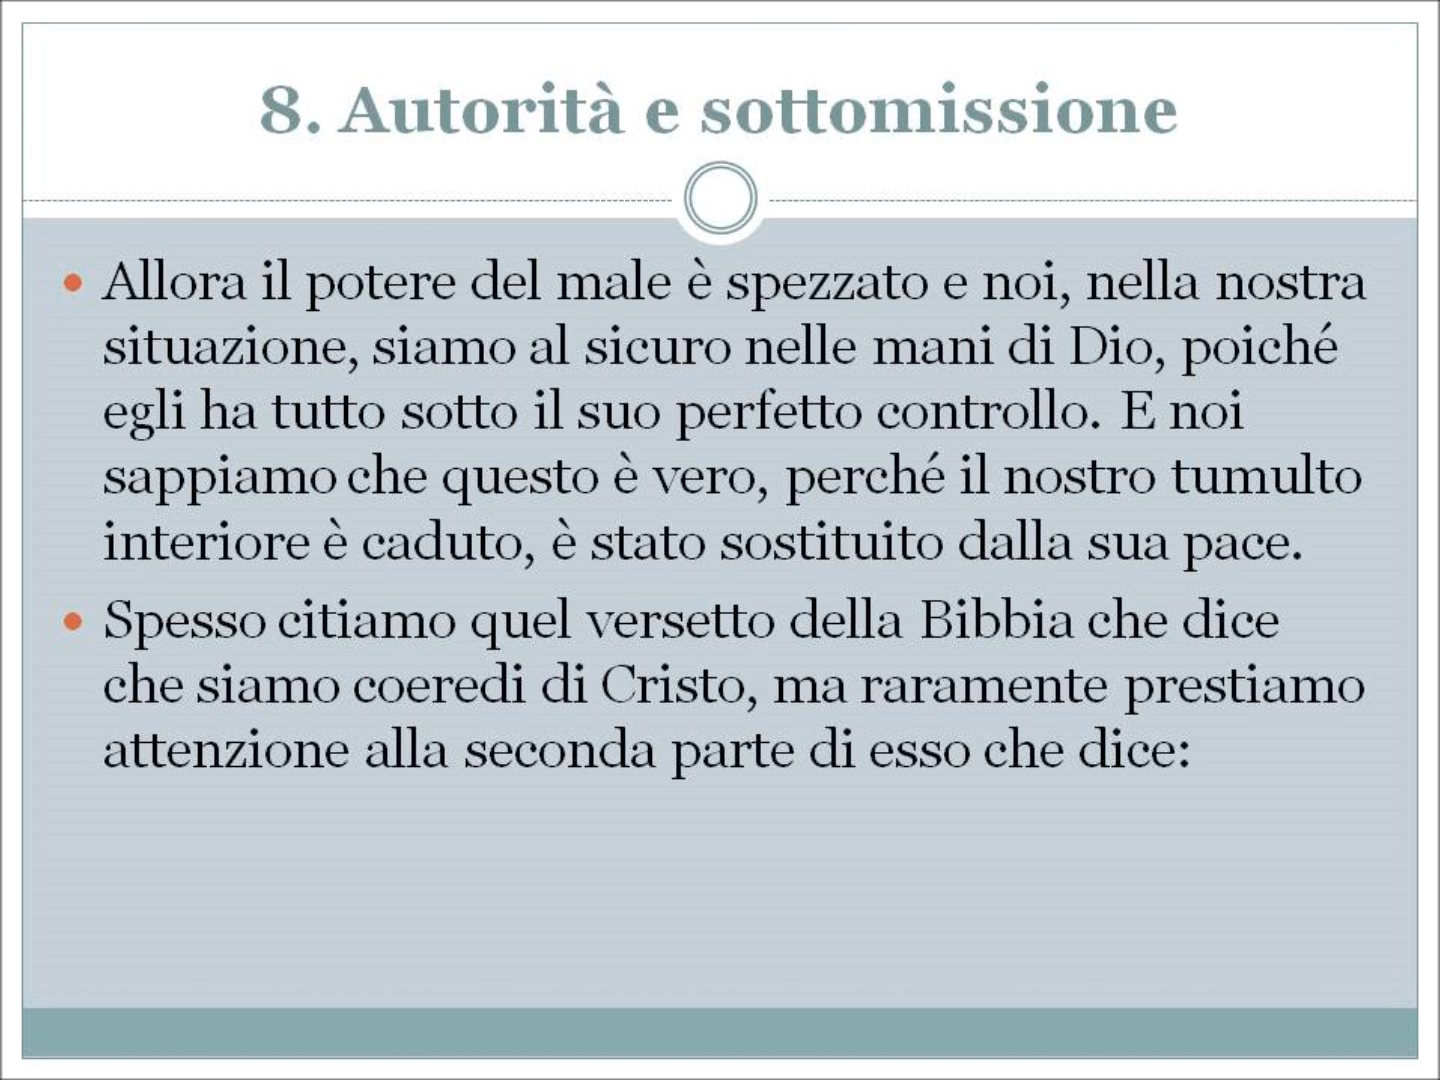 8. Autorità e sottomissione
• Allora il potere del male è spezzato e noi, nella nostra
situazione, siamo al sicuro nelle mani di Dio, poiché
egli ha tutto sotto il suo perfetto controllo. E noi
sappiamo che questo è vero, perché il nostro tumulto
interiore è caduto, è stato sostituito dalla sua pace.
• Spesso citiamo quel versetto della Bibbia che dice
che siamo coeredi di Cristo, ma raramente prestiamo
attenzione alla seconda parte di esso che dice: